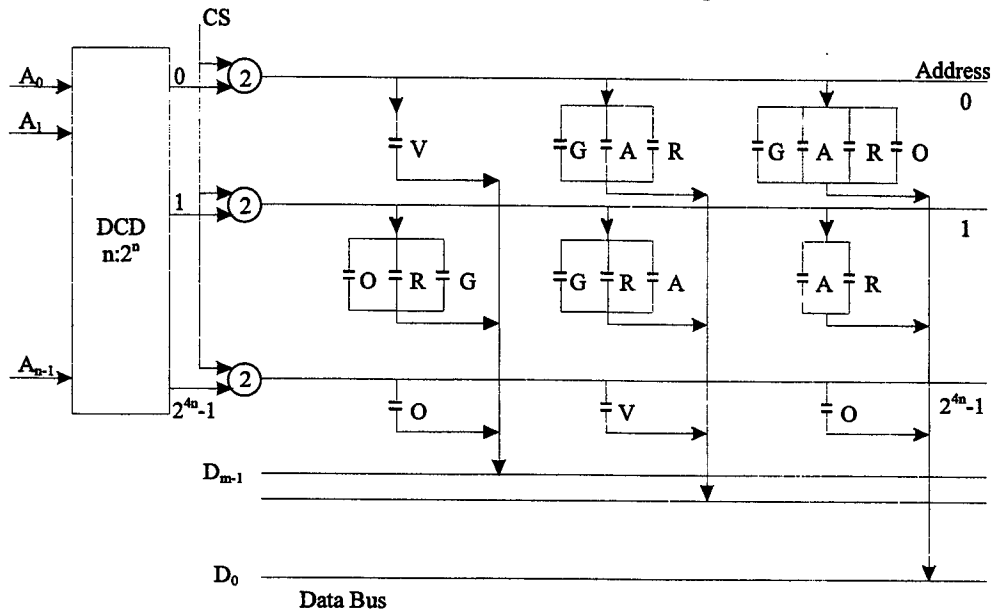 CS
A₀
0
2
Address
0
A₁
V
G A R
G A R O
1
2
1
DCD
n:2ⁿ
O R G
G R A
A R
Aₙ₋₁
2
2⁴ⁿ-1
O
V
O
2⁴ⁿ-1
Dₘ₋₁
D₀
Data Bus